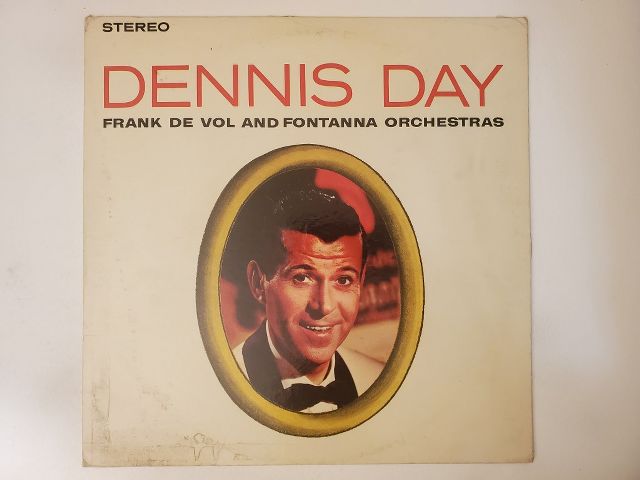 STEREO
DENNIS DAY
FRANK DE VOL AND FONTANNA ORCHESTRAS